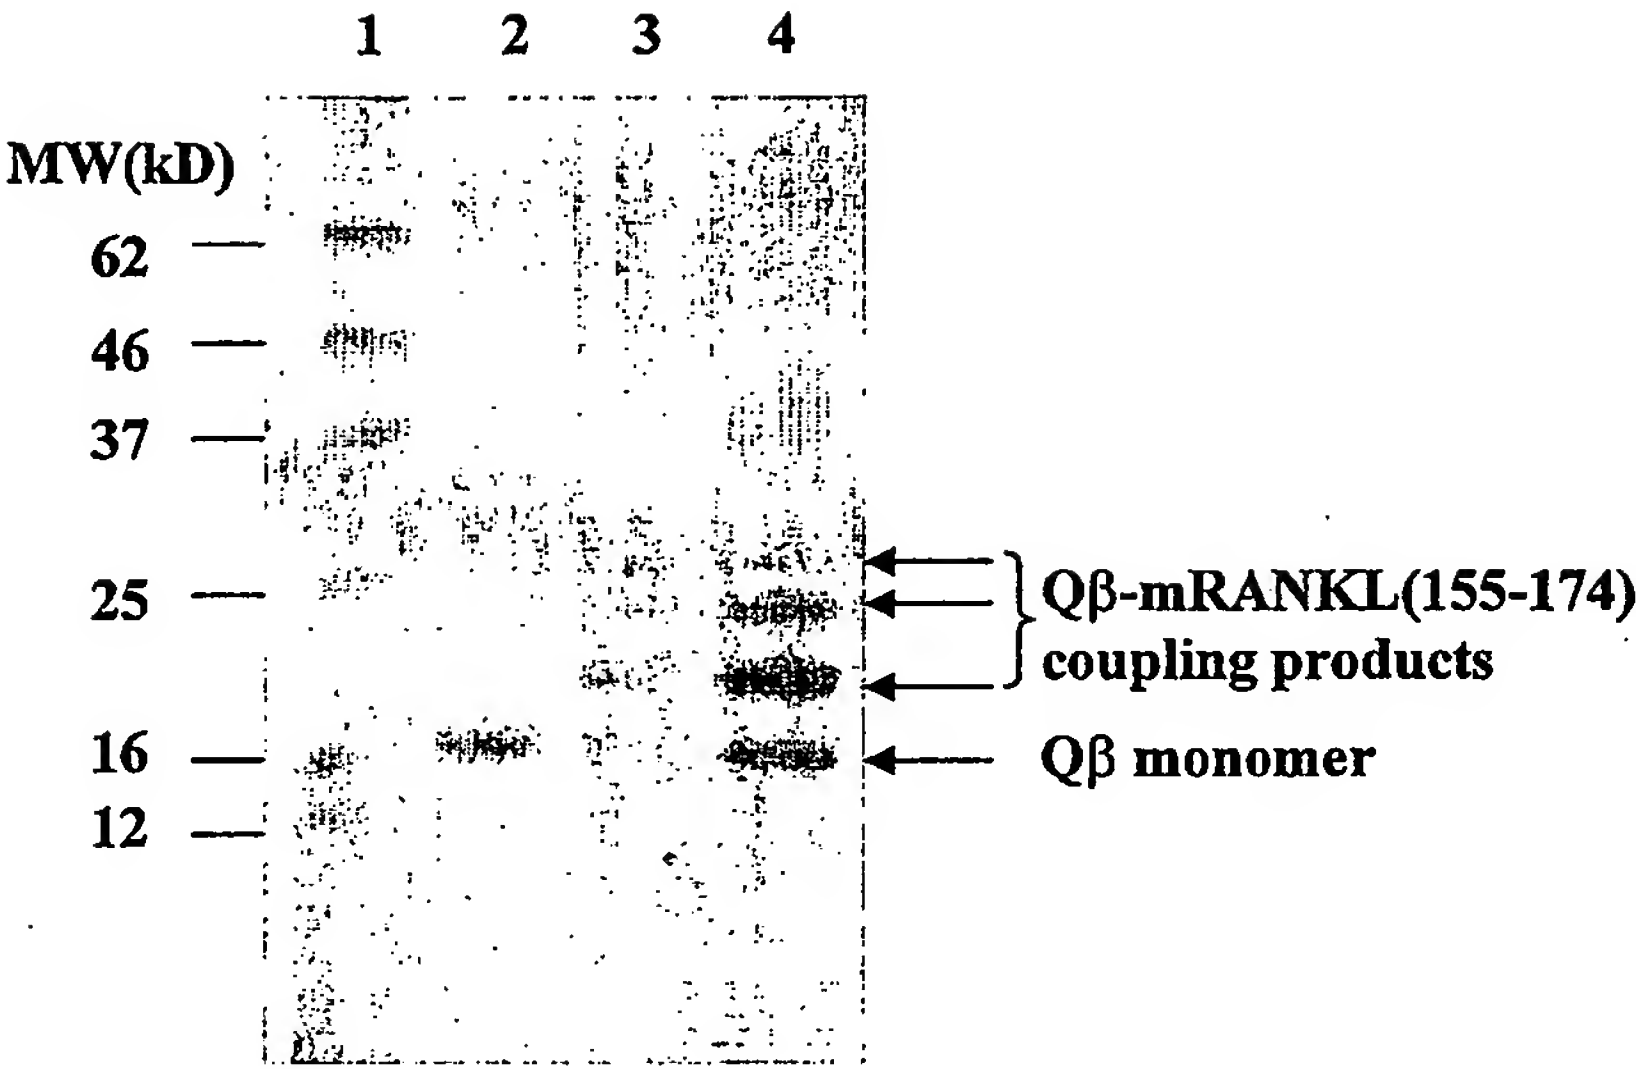 1 2 3 4
MW(kD)
62
46
37
25
16
12
Qβ-mRANKL(155-174)
coupling products
Qβ monomer